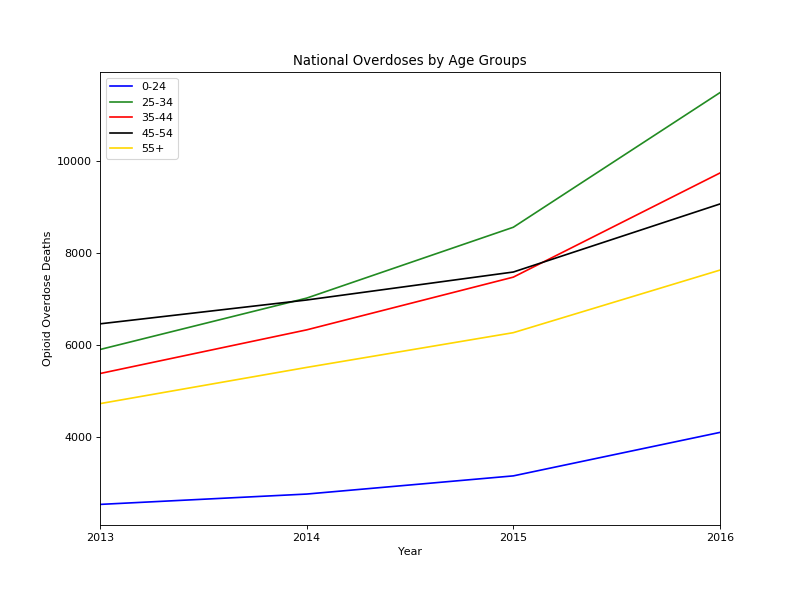 National Overdoses by Age Groups
0-24
25-34
35-44
45-54
55+
10000
8000
6000
4000
Opioid Overdose Deaths
2013 2014 2015 2016
Year